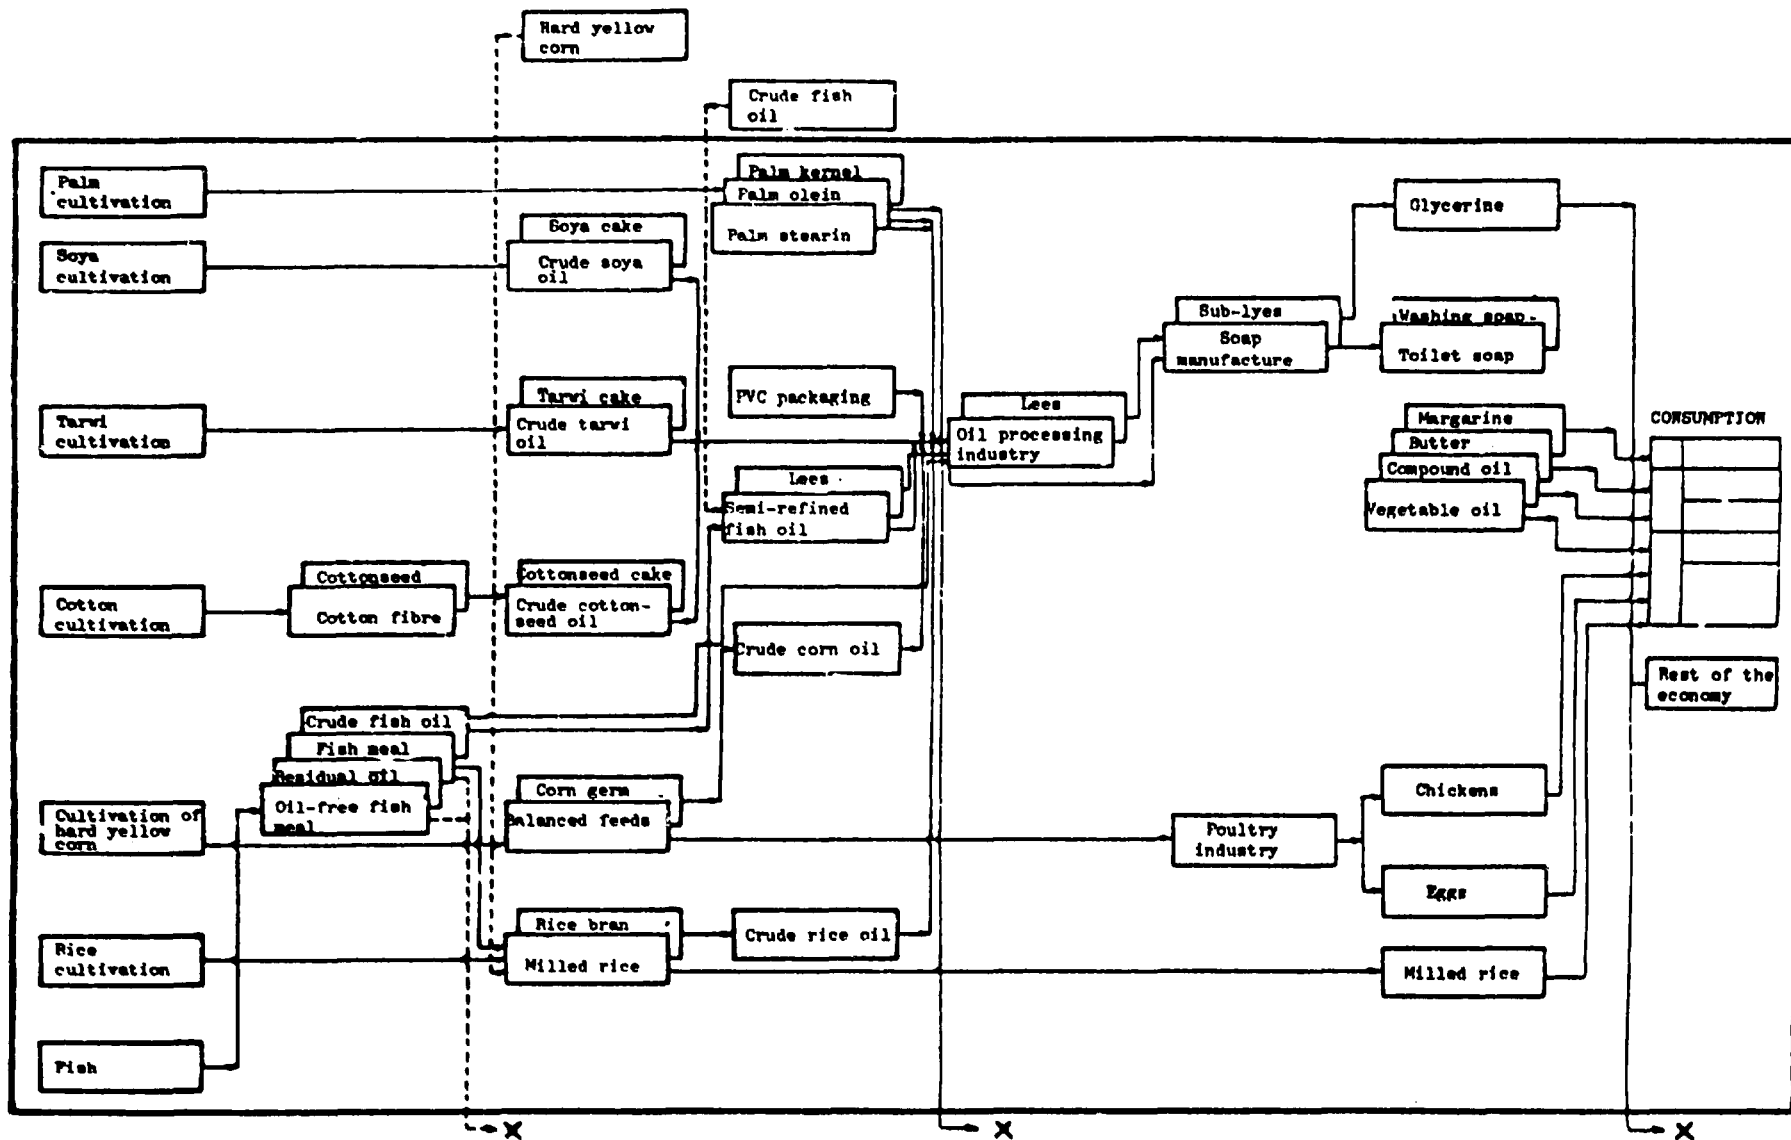 Hard yellow
corn
Crude fish
oil
Palm
cultivation
Palm kernel
Palm olein
Palm stearin
Glycerine
Soya
cultivation
Soya cake
Crude soya
oil
Sub-lyes
Soap
manufacture
Washing soap
Toilet soap
Tarwi
cultivation
Tarwi cake
Crude tarwi
oil
PVC packaging
Lees
Oil processing
industry
Margarine
Butter
Compound oil
Vegetable oil
CONSUMPTION
Lees
Semi-refined
fish oil
Cotton
cultivation
Cottonseed
Cotton fibre
Cottonseed cake
Crude cotton-
seed oil
Crude corn oil
Rest of the
economy
Crude fish oil
Fish meal
Residual oil
Oil-free fish
meal
Cultivation of
hard yellow
corn
Corn germ
Balanced feeds
Poultry
industry
Chickens
Eggs
Rice
cultivation
Rice bran
Milled rice
Crude rice oil
Milled rice
Fish
X
X
X